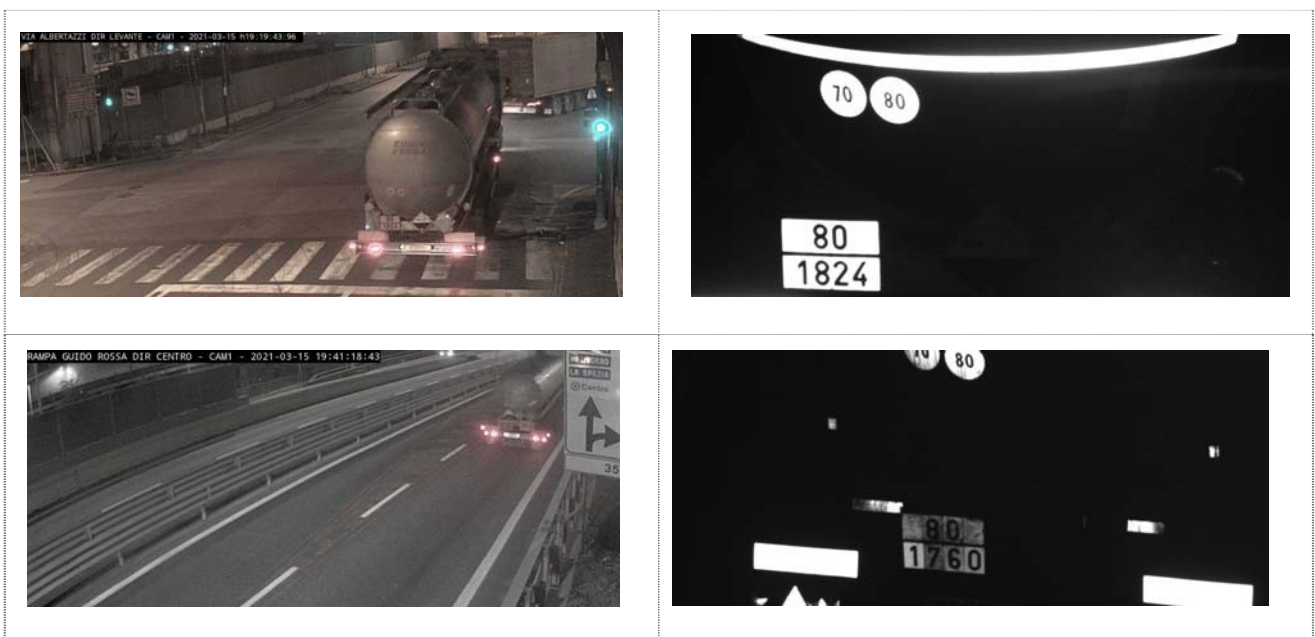 VIA ALBERTAZZI DIR LEVANTE - CAM1 - 2021-03-15 h19:19:43:96
70 80
80
1824
RAMPA GUIDO ROSSA DIR CENTRO - CAM1 - 2021-03-15 19:41:18:43
LA SPEZIA
Centro
35
70 80
80
1760